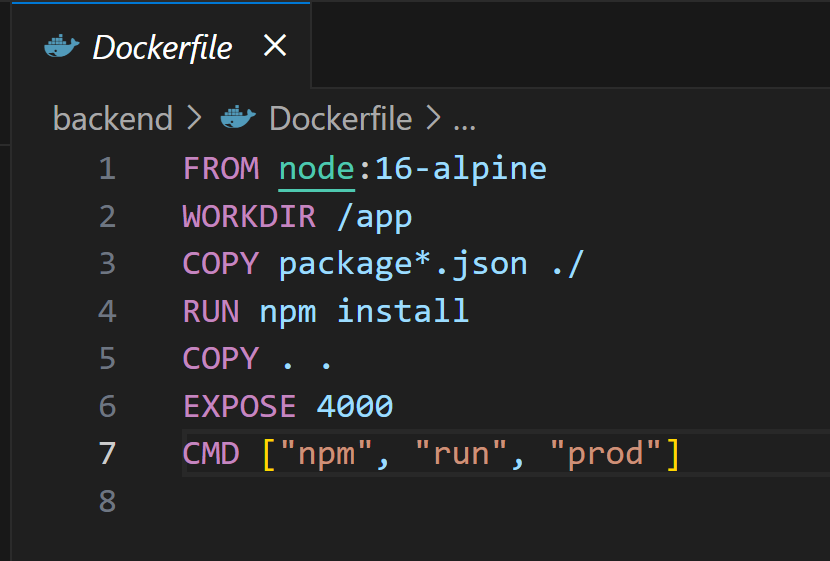 Dockerfile ×
backend > Dockerfile > ...
1 FROM node:16-alpine
2 WORKDIR /app
3 COPY package*.json ./
4 RUN npm install
5 COPY . .
6 EXPOSE 4000
7 CMD ["npm", "run", "prod"]
8